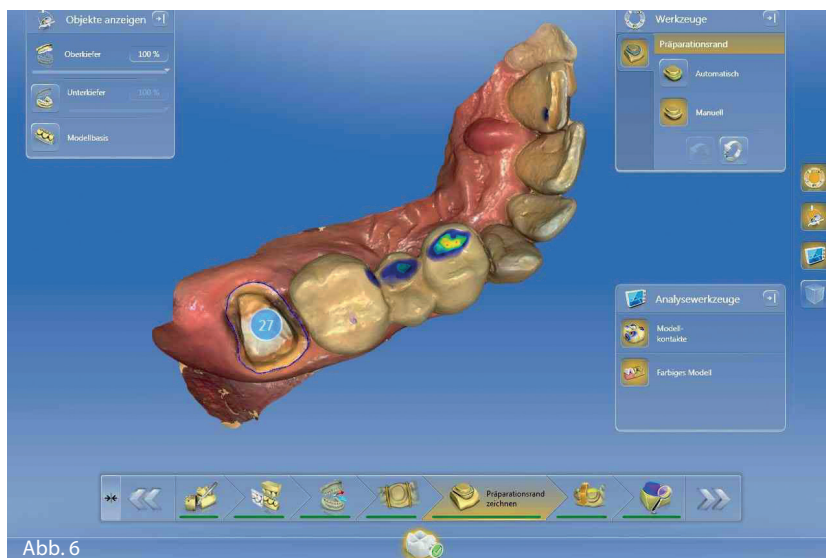 Objekte anzeigen
Oberkiefer 100 %
Unterkiefer 100 %
Modellbasis
Werkzeuge
Präparationsrand
Automatisch
Manuell
27
Analysewerkzeuge
Modell-
kontakte
Farbiges Modell
Präparationsrand
zeichnen
Abb. 6